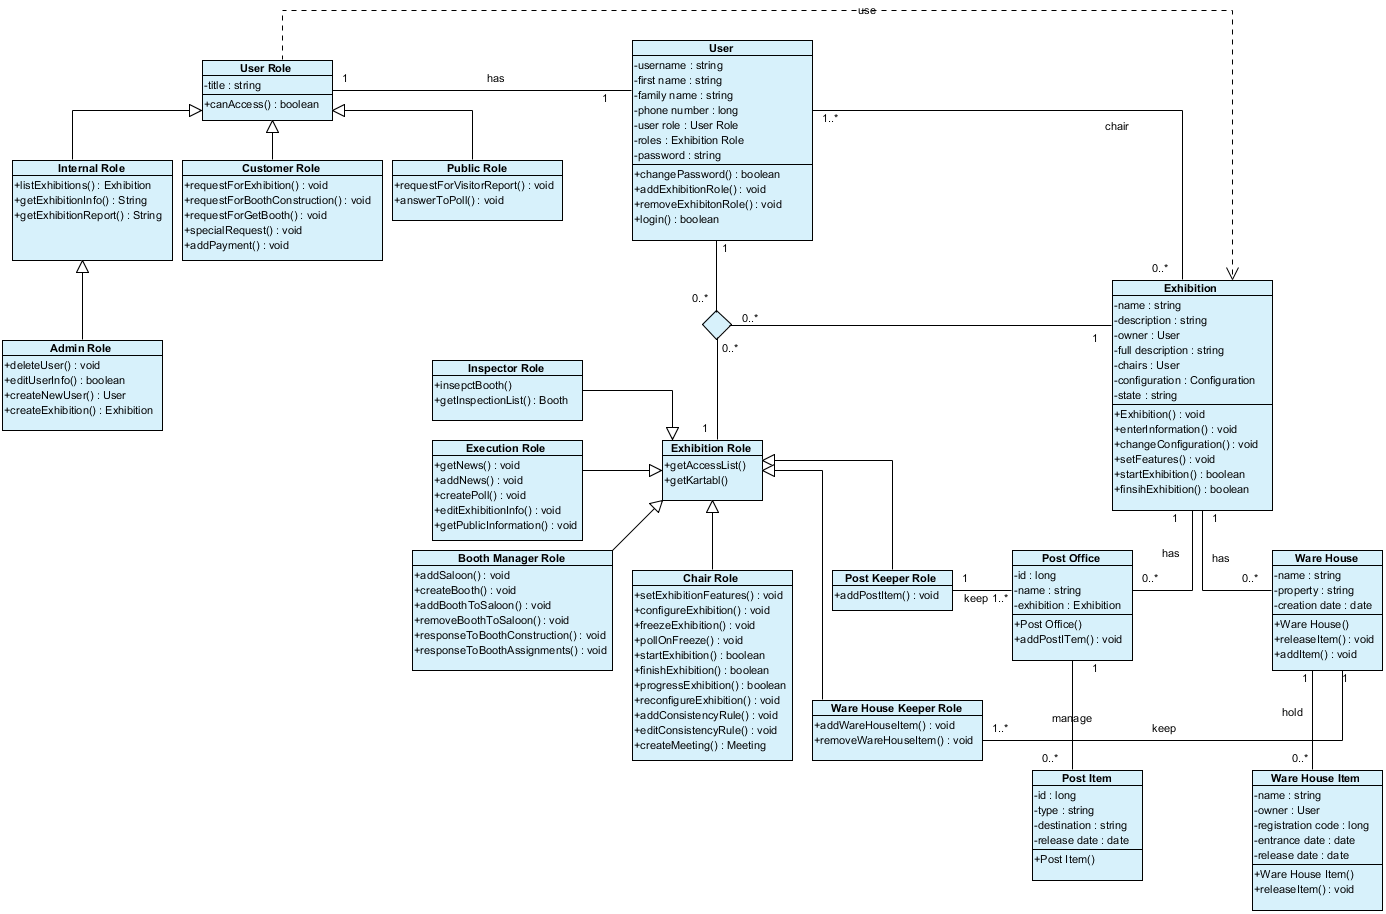 use
User Role
-title : string
+canAccess() : boolean
1
has
1
User
-username : string
-first name : string
-family name : string
-phone number : long
-user role : User Role
-roles : Exhibition Role
-password : string
+changePassword() : boolean
+addExhibitionRole() : void
+removeExhibitonRole() : void
+login() : boolean
1..*
chair
0..*
Internal Role
+listExhibitions() : Exhibition
+getExhibitionInfo() : String
+getExhibitionReport() : String
Customer Role
+requestForExhibition() : void
+requestForBoothConstruction() : void
+requestForGetBooth() : void
+specialRequest() : void
+addPayment() : void
Public Role
+requestForVisitorReport() : void
+answerToPoll() : void
Admin Role
+deleteUser() : void
+editUserInfo() : boolean
+createNewUser() : User
+createExhibition() : Exhibition
1
0..*
0..*
0..*
1
1
Exhibition
-name : string
-description : string
-owner : User
-full description : string
-chairs : User
-configuration : Configuration
-state : string
+Exhibition() : void
+enterInformation() : void
+changeConfiguration() : void
+setFeatures() : void
+startExhibition() : boolean
+finsihExhibition() : boolean
Inspector Role
+insepctBooth()
+getInspectionList() : Booth
Execution Role
+getNews() : void
+addNews() : void
+createPoll() : void
+editExhibitionInfo() : void
+getPublicInformation() : void
Exhibition Role
+getAccessList()
+getKartabl()
Booth Manager Role
+addSaloon() : void
+createBooth() : void
+addBoothToSaloon() : void
+removeBoothToSaloon() : void
+responseToBoothConstruction() : void
+responseToBoothAssignments() : void
Chair Role
+setExhibitionFeatures() : void
+configureExhibition() : void
+freezeExhibition() : void
+pollOnFreeze() : void
+startExhibition() : boolean
+finishExhibition() : boolean
+progressExhibition() : boolean
+reconfigureExhibition() : void
+addConsistencyRule() : void
+editConsistencyRule() : void
+createMeeting() : Meeting
Post Keeper Role
+addPostItem() : void
1
keep
1..*
Post Office
-id : long
-name : string
-exhibition : Exhibition
+Post Office()
+addPostITem() : void
1
1
has
has
0..*
0..*
Ware House
-name : string
-property : string
-creation date : date
+Ware House()
+releaseItem() : void
+addItem() : void
Ware House Keeper Role
+addWareHouseItem() : void
+removeWareHouseItem() : void
1..*
keep
1
1
manage
0..*
1
hold
0..*
Post Item
-id : long
-type : string
-destination : string
-release date : date
+Post Item()
Ware House Item
-name : string
-owner : User
-registration code : long
-entrance date : date
-release date : date
+Ware House Item()
+releaseItem() : void